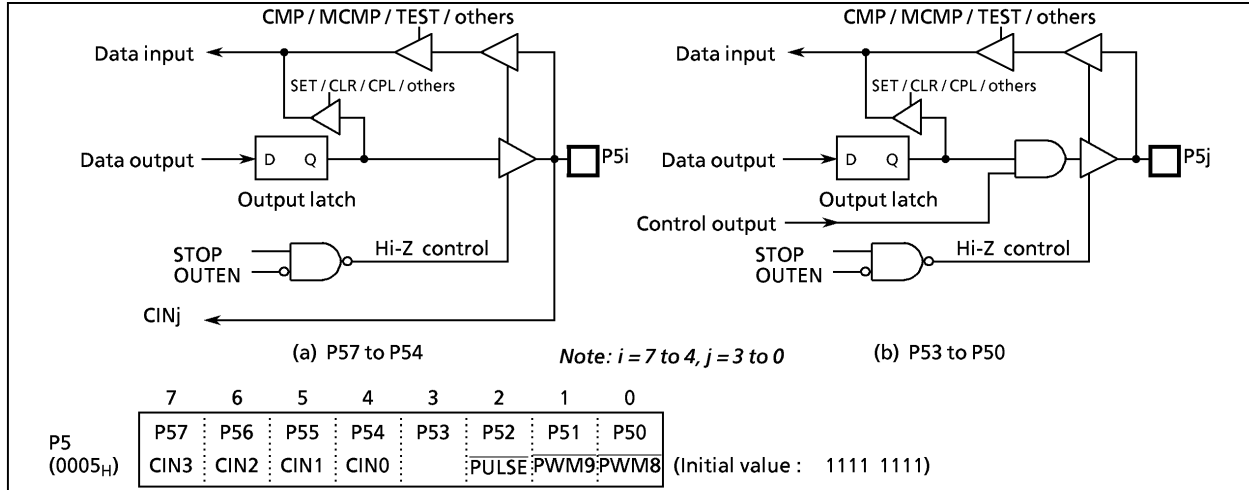 CMP / MCMP / TEST / others
Data input
SET / CLR / CPL / others
Data output
D Q
P5i
Output latch
STOP
OUTEN
Hi-Z control
CINj
(a) P57 to P54
CMP / MCMP / TEST / others
Data input
SET / CLR / CPL / others
Data output
D Q
P5j
Output latch
Control output
STOP
OUTEN
Hi-Z control
(b) P53 to P50
Note: i = 7 to 4, j = 3 to 0
7 6 5 4 3 2 1 0
P5 P57 P56 P55 P54 P53 P52 P51 P50
(0005H) CIN3 CIN2 CIN1 CIN0 PULSE PWM9 PWM8 (Initial value : 1111 1111)